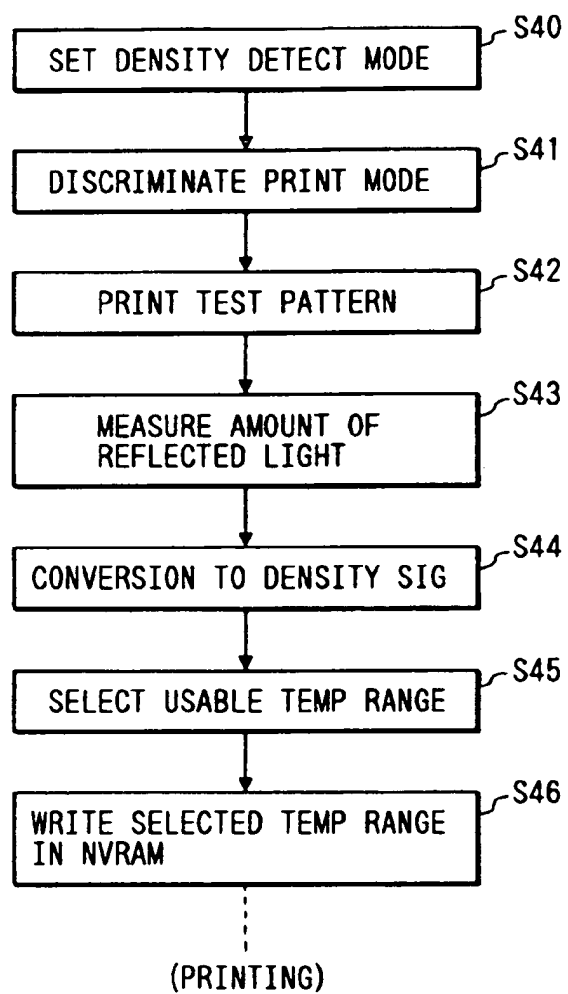 S40
SET DENSITY DETECT MODE
S41
DISCRIMINATE PRINT MODE
S42
PRINT TEST PATTERN
S43
MEASURE AMOUNT OF
REFLECTED LIGHT
S44
CONVERSION TO DENSITY SIG
S45
SELECT USABLE TEMP RANGE
S46
WRITE SELECTED TEMP RANGE
IN NVRAM
(PRINTING)